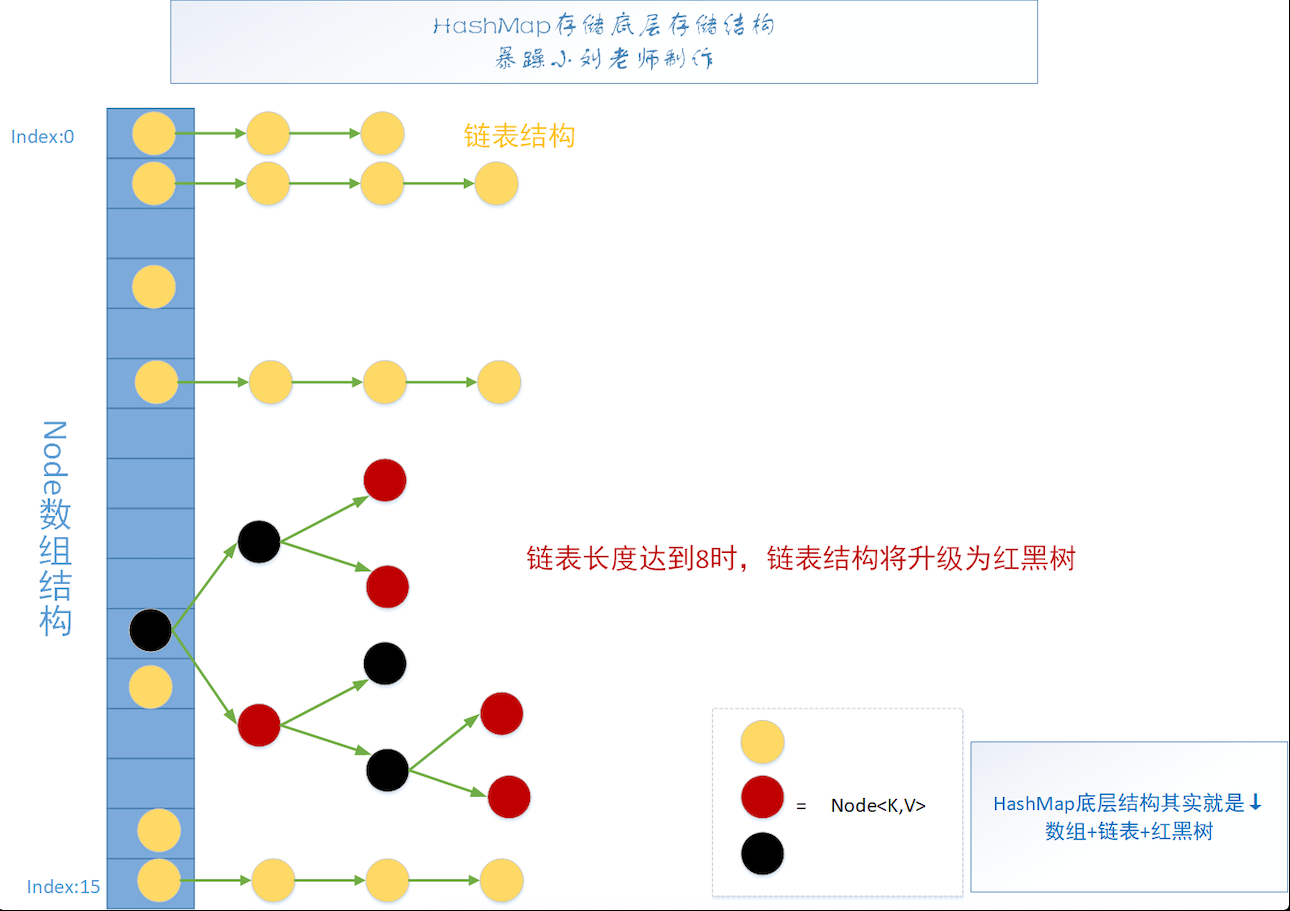 HashMap存储底层存储结构
暴躁小刘老师制作
Index:0
链表结构
Node数组结构
链表长度达到8时，链表结构将升级为红黑树
= Node<K,V>
HashMap底层结构其实就是↓
数组+链表+红黑树
Index:15